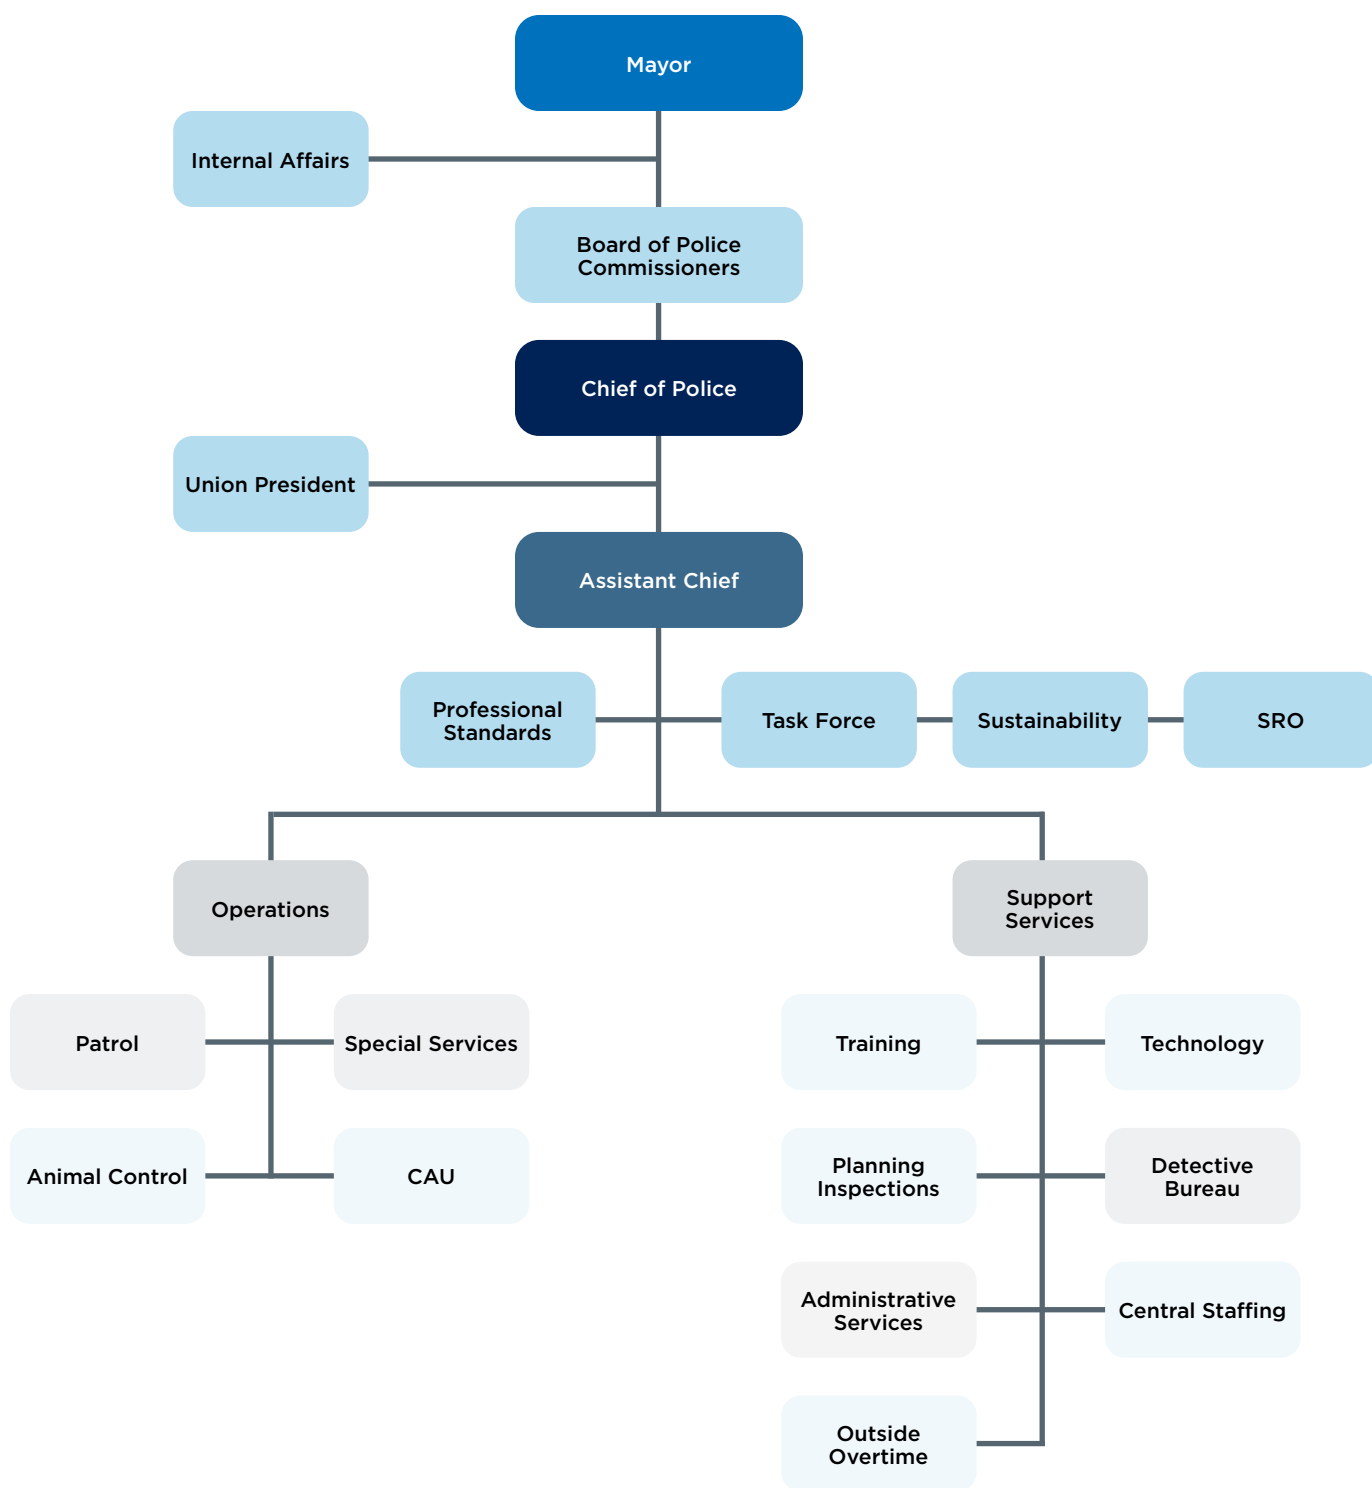 Mayor
Internal Affairs
Board of Police
Commissioners
Chief of Police
Union President
Assistant Chief
Professional
Standards
Task Force
Sustainability
SRO
Operations
Support
Services
Patrol
Special Services
Training
Technology
Animal Control
CAU
Planning
Inspections
Detective
Bureau
Administrative
Services
Central Staffing
Outside
Overtime